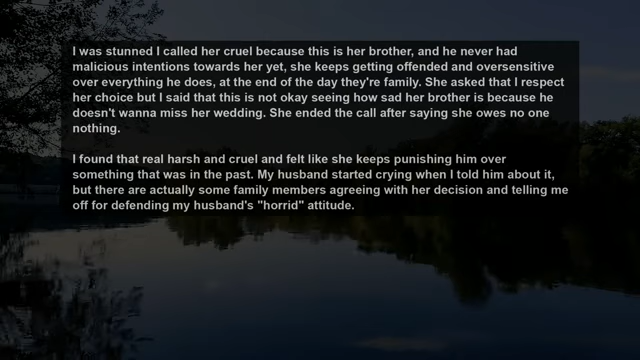 I was stunned I called her cruel because this is her brother, and he never had
malicious intentions towards her yet, she keeps getting offended and oversensitive
over everything he does, at the end of the day they're family. She asked that I respect
her choice but I said that this is not okay seeing how sad her brother is because he
doesn't wanna miss her wedding. She ended the call after saying she owes no one
nothing.
I found that real harsh and cruel and felt like she keeps punishing him over
something that was in the past. My husband started crying when I told him about it,
but there are actually some family members agreeing with her decision and telling me
off for defending my husband's "horrid" attitude.